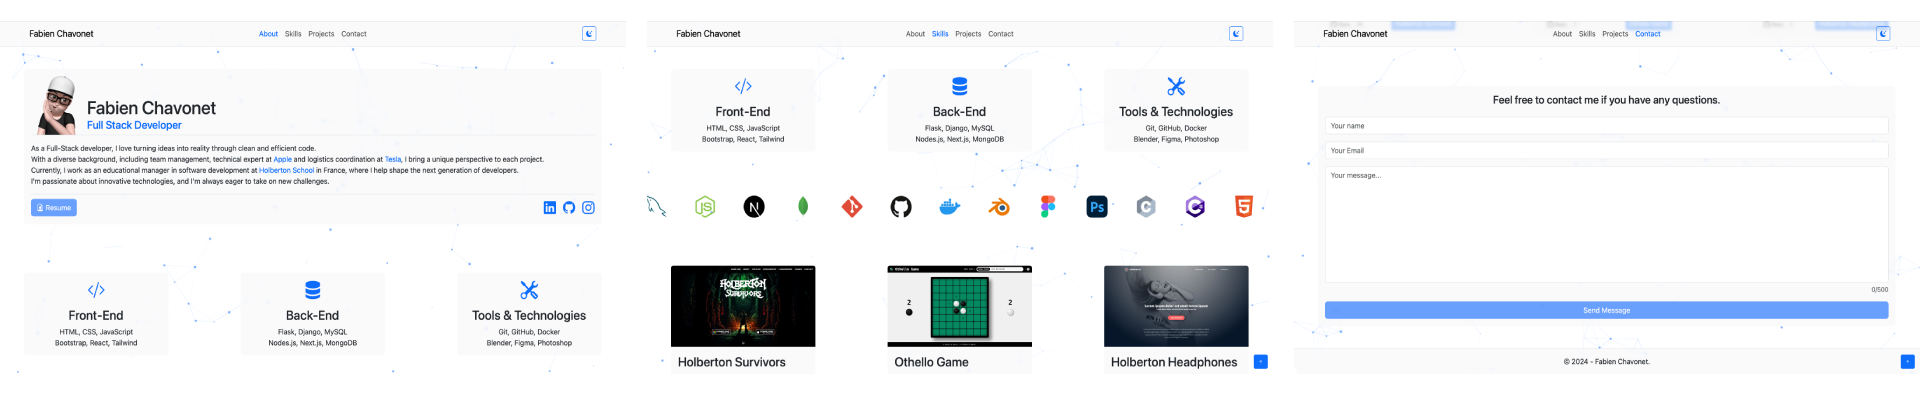 Fabien Chavonet
About Skills Projects Contact
Fabien Chavonet
Full Stack Developer
As a Full-Stack developer, I love turning ideas into reality through clean and efficient code.
With a diverse background, including team management, technical expert at Apple and logistics coordination at Tesla, I bring a unique perspective to each project.
Currently, I work as an educational manager in software development at Holberton School in France, where I help shape the next generation of developers.
I'm passionate about innovative technologies, and I'm always eager to take on new challenges.
Resume
Front-End
HTML, CSS, JavaScript
Bootstrap, React, Tailwind
Back-End
Flask, Django, MySQL
Nodes.js, Next.js, MongoDB
Tools & Technologies
Git, GitHub, Docker
Blender, Figma, Photoshop
Fabien Chavonet
About Skills Projects Contact
Front-End
HTML, CSS, JavaScript
Bootstrap, React, Tailwind
Back-End
Flask, Django, MySQL
Nodes.js, Next.js, MongoDB
Tools & Technologies
Git, GitHub, Docker
Blender, Figma, Photoshop
JS
N
Ps
C
C
5
Holberton
Survivors
Othello Game
2
2
Holberton Survivors
Othello Game
Holberton Headphones
Fabien Chavonet
About Skills Projects Contact
Feel free to contact me if you have any questions.
Your name
Your Email
Your message...
0/500
Send Message
© 2024 - Fabien Chavonet.